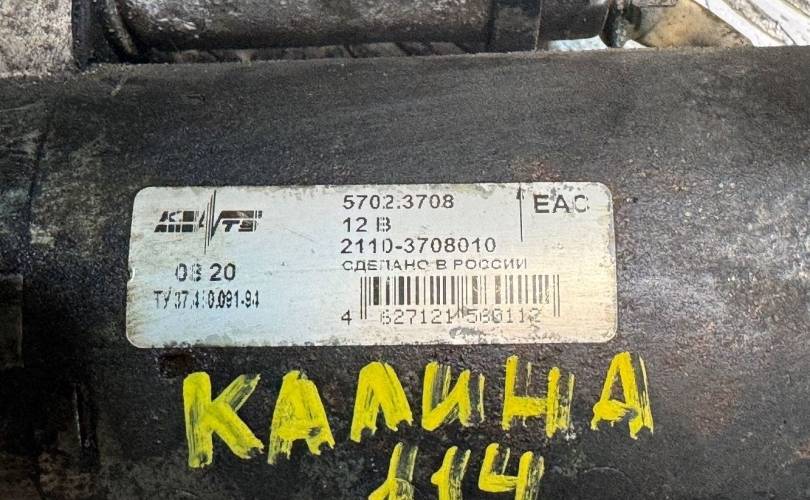 5702.3708
EAC
12 В
2110-3708010
СДЕЛАНО В РОССИИ
08 20
ТУ 37.410.091-94
4 627121 560112
КАЛИНА
114